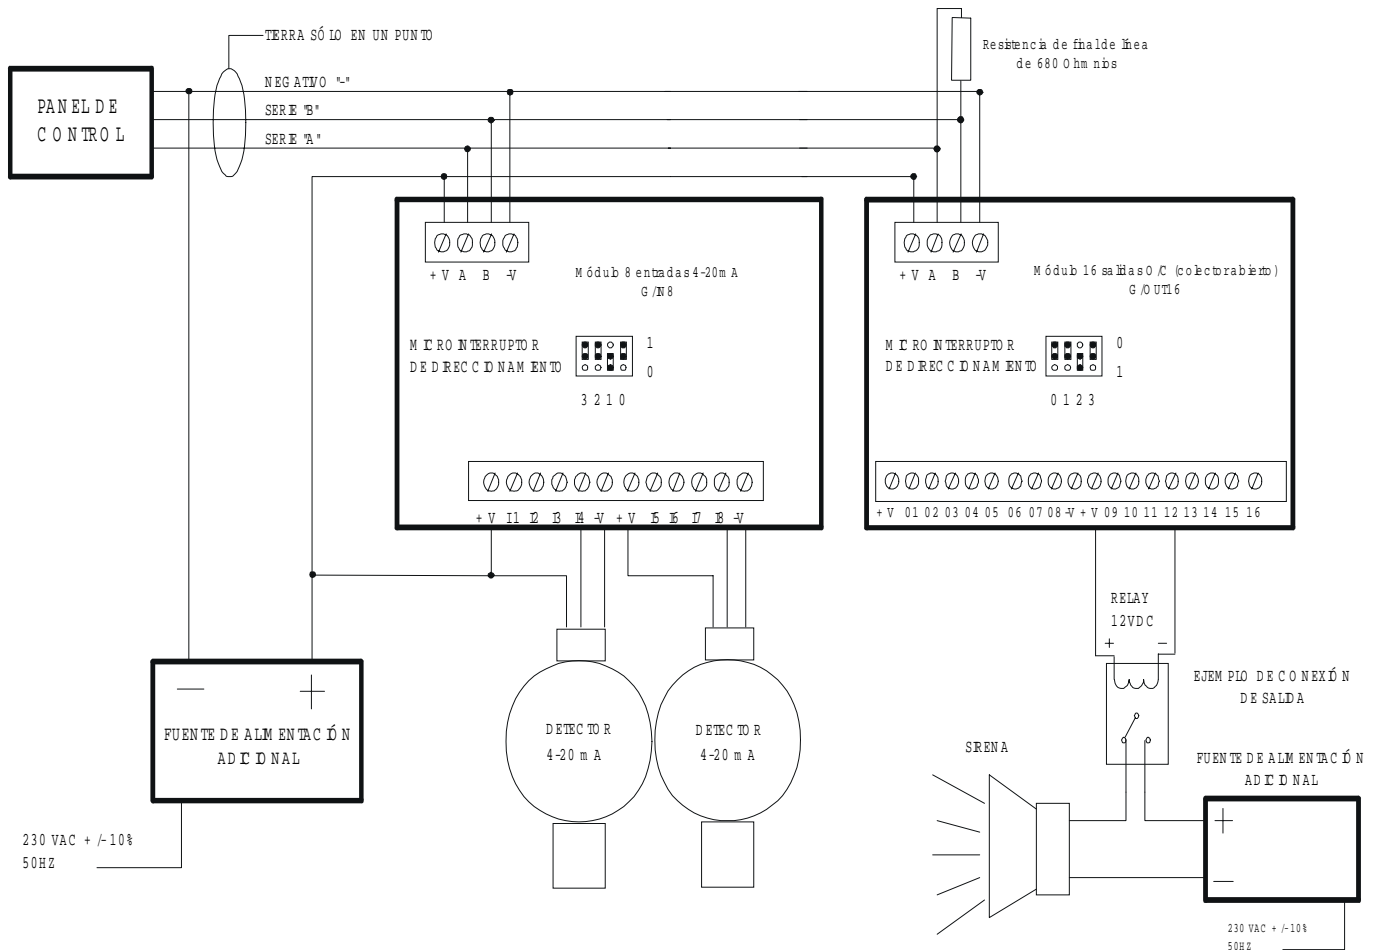 TERRA SÓLO EN UN PUNTO
Resistencia de final de línea
de 680 Ohmnios
PANEL DE
CONTROL
NEGATIVO "-"
SERIE "B"
SERIE "A"
+V A B -V
Módulo 8 entradas 4-20mA
G/IN8
MICROINTERRUPTOR
DE DIRECCIONAMIENTO
1
0
3 2 1 0
+V I1 I2 I3 I4 -V +V I5 I6 I7 I8 -V
+V A B -V
Módulo 16 salidas O/C (colector abierto)
G/OUT16
MICROINTERRUPTOR
DE DIRECCIONAMIENTO
0
1
0 1 2 3
+V 01 02 03 04 05 06 07 08 -V +V 09 10 11 12 13 14 15 16
RELAY
12VDC
+ −
EJEMPLO DE CONEXIÓN
DE SALIDA
− +
FUENTE DE ALIMENTACIÓN
ADICIONAL
230 VAC +/-10%
50HZ
DETECTOR
4-20 mA
DETECTOR
4-20 mA
SIRENA
FUENTE DE ALIMENTACIÓN
ADICIONAL
+
−
230 VAC +/-10%
50HZ